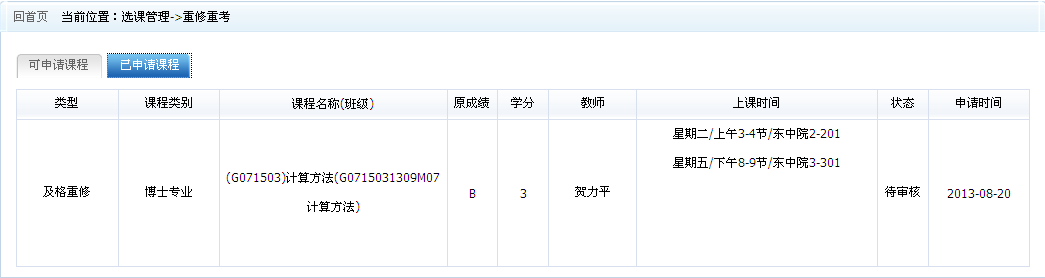 回首页 当前位置：选课管理->重修重考
可申请课程 已申请课程
类型 课程类别 课程名称(班级) 原成绩 学分 教师 上课时间 状态 申请时间
及格重修 博士专业 (G071503)计算方法(G0715031309M07
计算方法) B 3 贺力平 星期二/上午3-4节/东中院2-201
星期五/下午8-9节/东中院3-301
待审核 2013-08-20